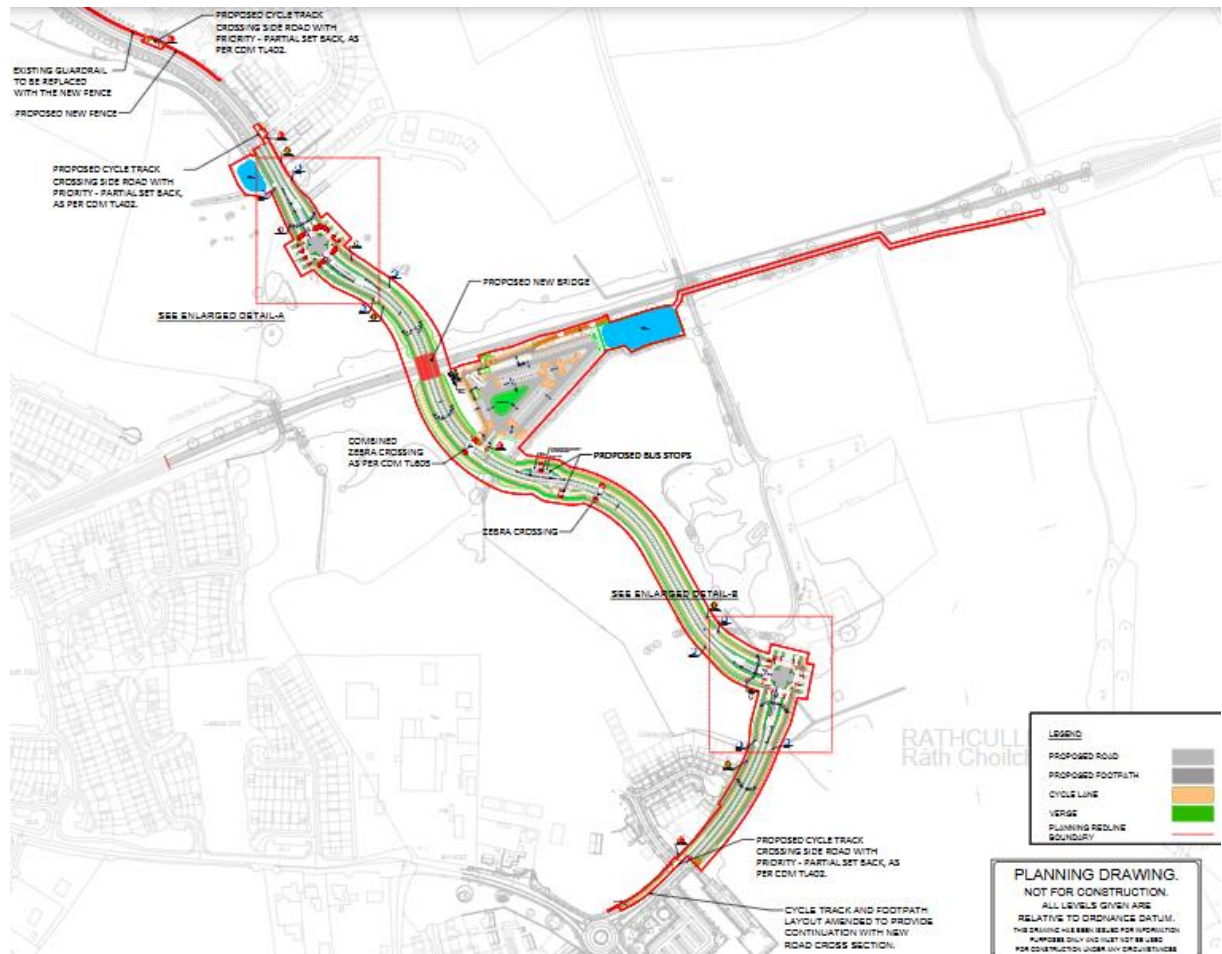 PROPOSED CYCLE TRACK
CROSSING SIDE ROAD WITH
PRIORITY - PARTIAL SET BACK, AS
PER CDM TL402.
EXISTING GUARDRAIL
TO BE REPLACED
WITH THE NEW FENCE
PROPOSED NEW FENCE
PROPOSED CYCLE TRACK
CROSSING SIDE ROAD WITH
PRIORITY - PARTIAL SET BACK,
AS PER CDM TL402.
SEE ENLARGED DETAIL-A
PROPOSED NEW BRIDGE
COMBINED
ZEBRA CROSSING
AS PER CDM TL605
PROPOSED BUS STOPS
ZEBRA CROSSING
SEE ENLARGED DETAIL-B
RATHCULL
Rath Choilc
LEGEND
PROPOSED ROAD
PROPOSED FOOTPATH
CYCLE LANE
VERGE
PLANNING REDLINE
BOUNDARY
PROPOSED CYCLE TRACK
CROSSING SIDE ROAD WITH
PRIORITY - PARTIAL SET BACK, AS
PER CDM TL402.
CYCLE TRACK AND FOOTPATH
LAYOUT AMENDED TO PROVIDE
CONTINUATION WITH NEW
ROAD CROSS SECTION.
PLANNING DRAWING.
NOT FOR CONSTRUCTION.
ALL LEVELS GIVEN ARE
RELATIVE TO ORDNANCE DATUM.
THIS DRAWING HAS BEEN ISSUED FOR INFORMATION
PURPOSES ONLY AND MUST NOT BE USED
FOR CONSTRUCTION UNDER ANY CIRCUMSTANCES